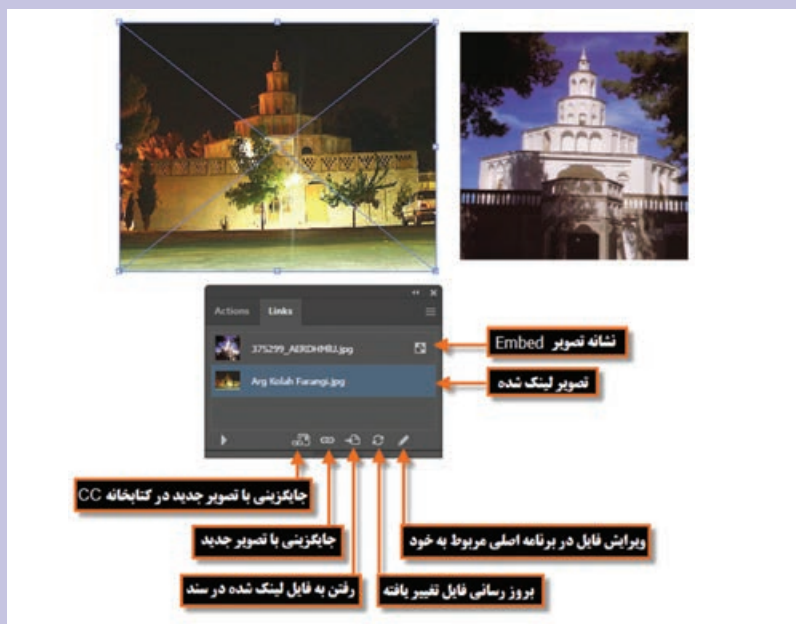 Actions Links
375299_AERDHMIU.jpg
نشانه تصویر Embed
Arg Kolah Farangi.jpg
تصویر لینک شده
جایگزینی با تصویر جدید در کتابخانه CC
جایگزینی با تصویر جدید
ویرایش فایل در برنامه اصلی مربوط به خود
رفتن به فایل لینک شده در سند
بروز رسانی فایل تغییر یافته